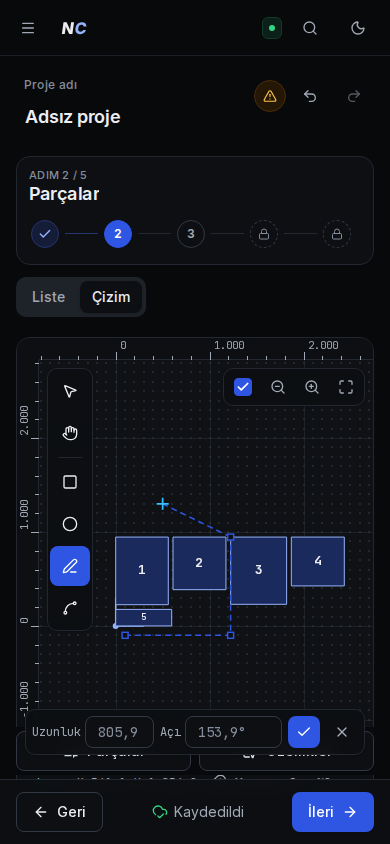 NC
Proje adı
Adsız proje
ADIM 2 / 5
Parçalar
2
3
Liste
Çizim
0
1.000
2.000
2.000
1.000
0
-1.000
1
2
3
4
5
Uzunluk
805,9
Açı
153,9°
Geri
Kaydedildi
İleri